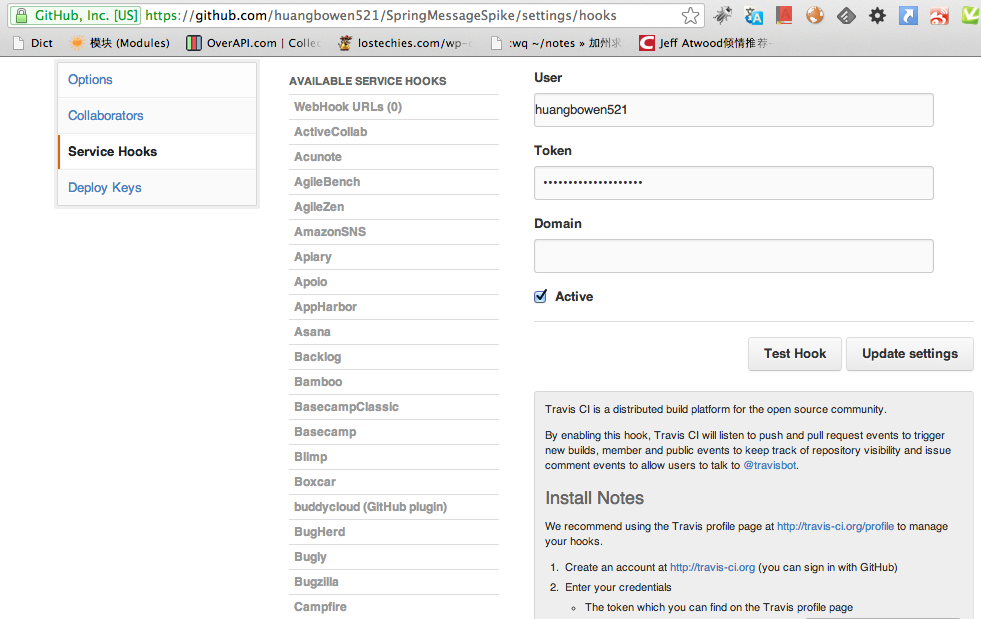 GitHub, Inc. [US] https://github.com/huangbowen521/SpringMessageSpike/settings/hooks
Dict 模块 (Modules) OverAPI.com | Collec lostechies.com/wp- :wq ~/notes » 加州求 Jeff Atwood倾情推荐-
Options
Collaborators
Service Hooks
Deploy Keys
AVAILABLE SERVICE HOOKS
WebHook URLs (0)
ActiveCollab
Acunote
AgileBench
AgileZen
AmazonSNS
Apiary
Apoio
AppHarbor
Asana
Backlog
Bamboo
BasecampClassic
Basecamp
Blimp
Boxcar
buddycloud (GitHub plugin)
BugHerd
Bugly
Bugzilla
Campfire
User
huangbowen521
Token
••••••••••••••••••••
Domain
Active
Test Hook Update settings
Travis CI is a distributed build platform for the open source community.
By enabling this hook, Travis CI will listen to push and pull request events to trigger
new builds, member and public events to keep track of repository visibility and issue
comment events to allow users to talk to @travisbot.
Install Notes
We recommend using the Travis profile page at http://travis-ci.org/profile to manage
your hooks.
1. Create an account at http://travis-ci.org (you can sign in with GitHub)
2. Enter your credentials
◦ The token which you can find on the Travis profile page